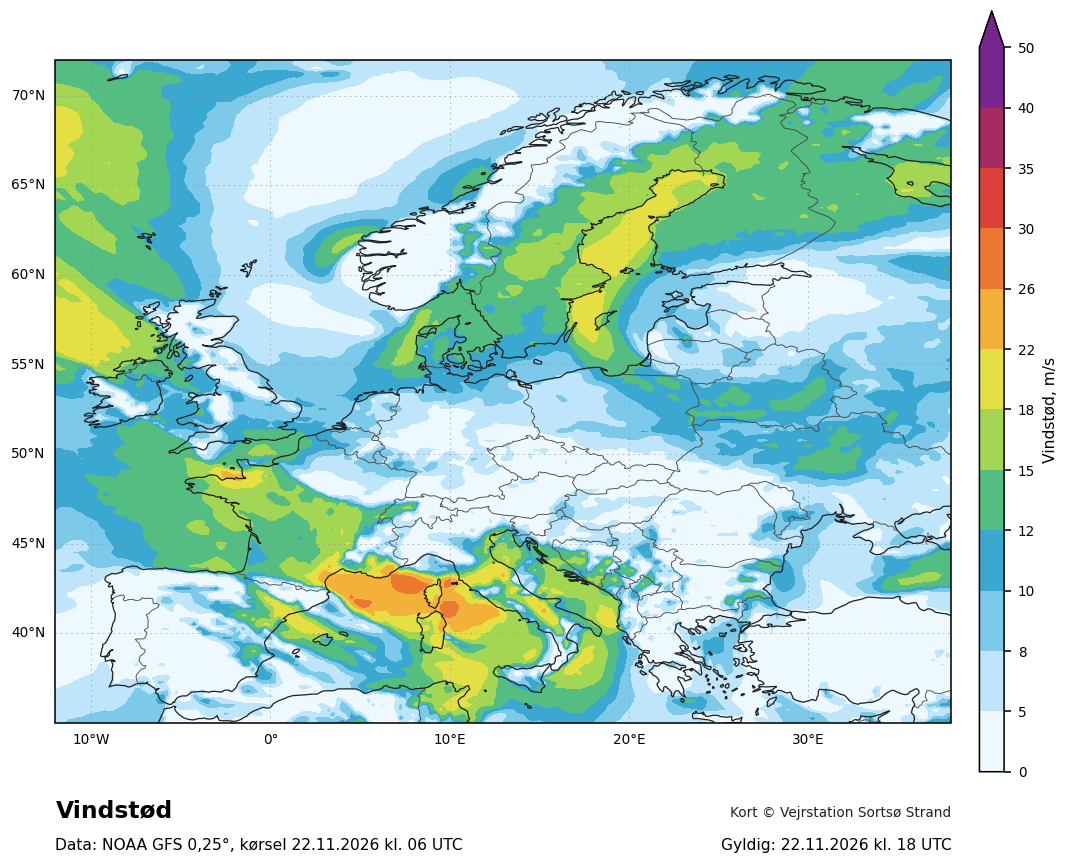 50
40
35
30
26
22
18
15
12
10
8
5
0
Vindstød, m/s
70°N
65°N
60°N
55°N
50°N
45°N
40°N
10°W
0°
10°E
20°E
30°E
Vindstød
Kort © Vejrstation Sortsø Strand
Data: NOAA GFS 0,25°, kørsel 22.11.2026 kl. 06 UTC
Gyldig: 22.11.2026 kl. 18 UTC